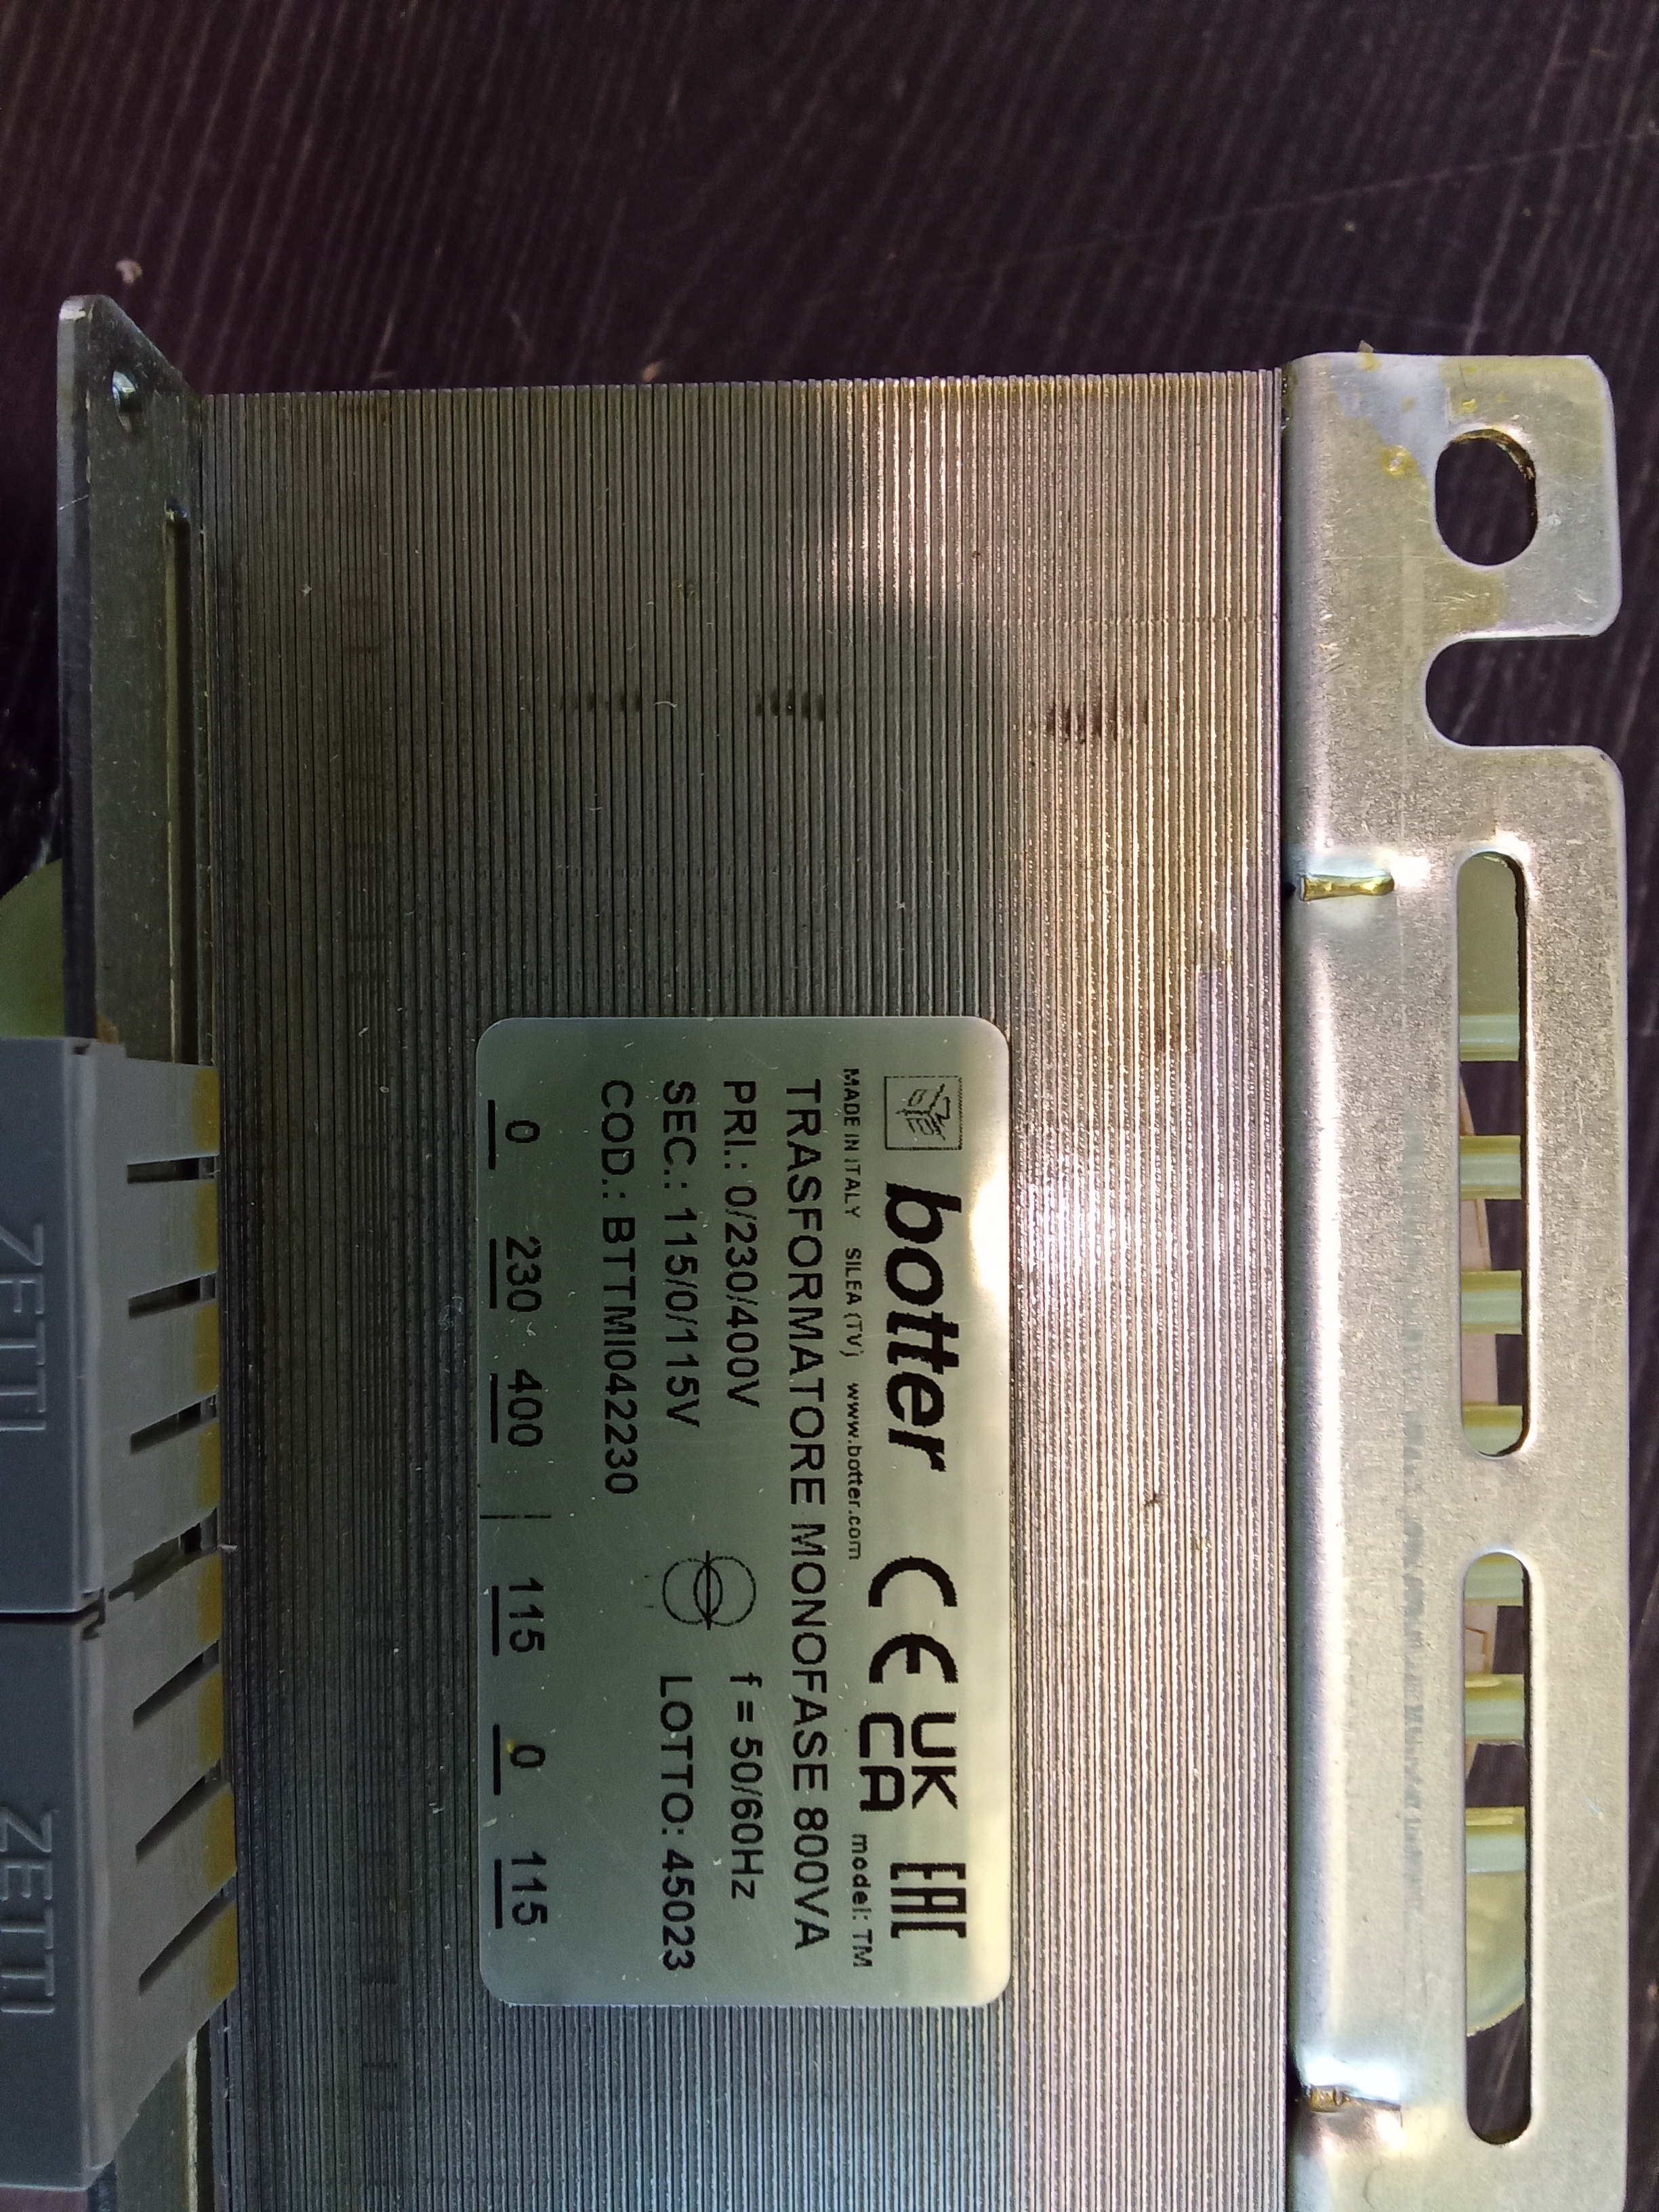 botter CE UK CA EAC
MADE IN ITALY SILEA (TV) www.botter.com model: TM
TRASFORMATORE MONOFASE 800VA
PRI.: 0/230/400V f = 50/60Hz
SEC.: 115/0/115V LOTTO: 45023
COD.: BTTMI042230
0 230 400 115 0 115
ZETTI
ZETTI